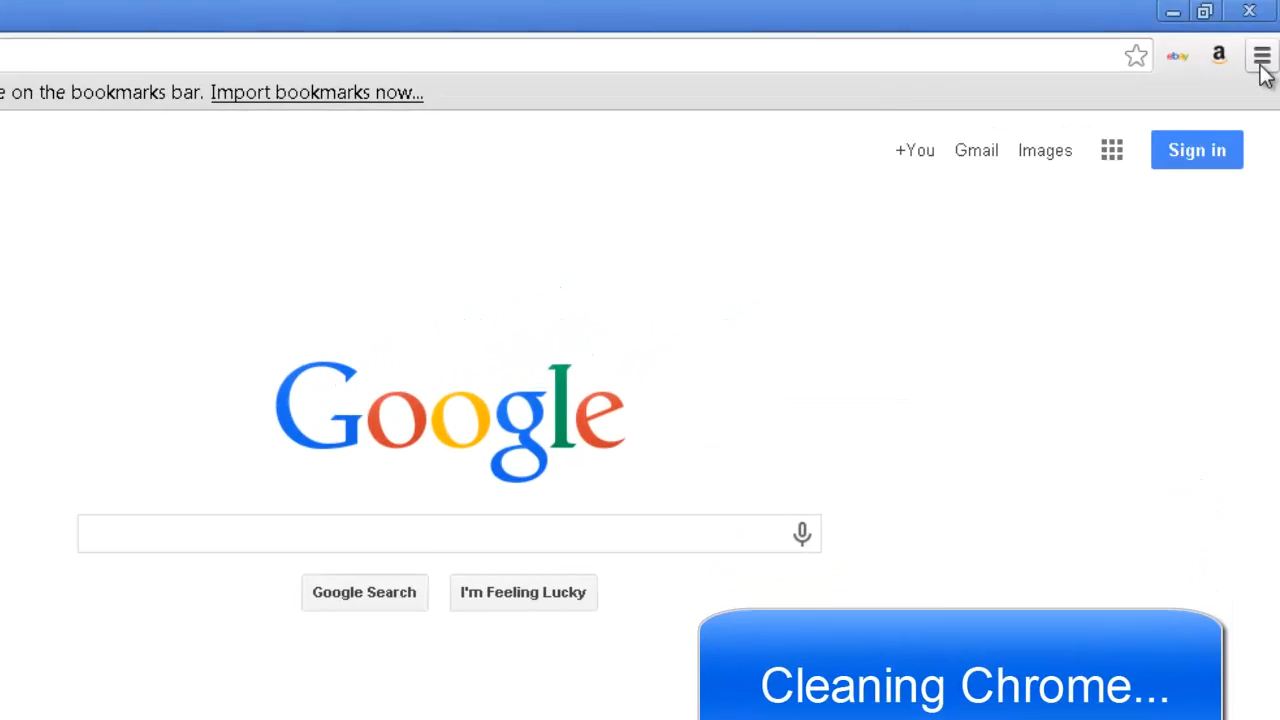 ebay a
e on the bookmarks bar. Import bookmarks now...
+You Gmail Images Sign in
Google
Google Search I'm Feeling Lucky
Cleaning Chrome...